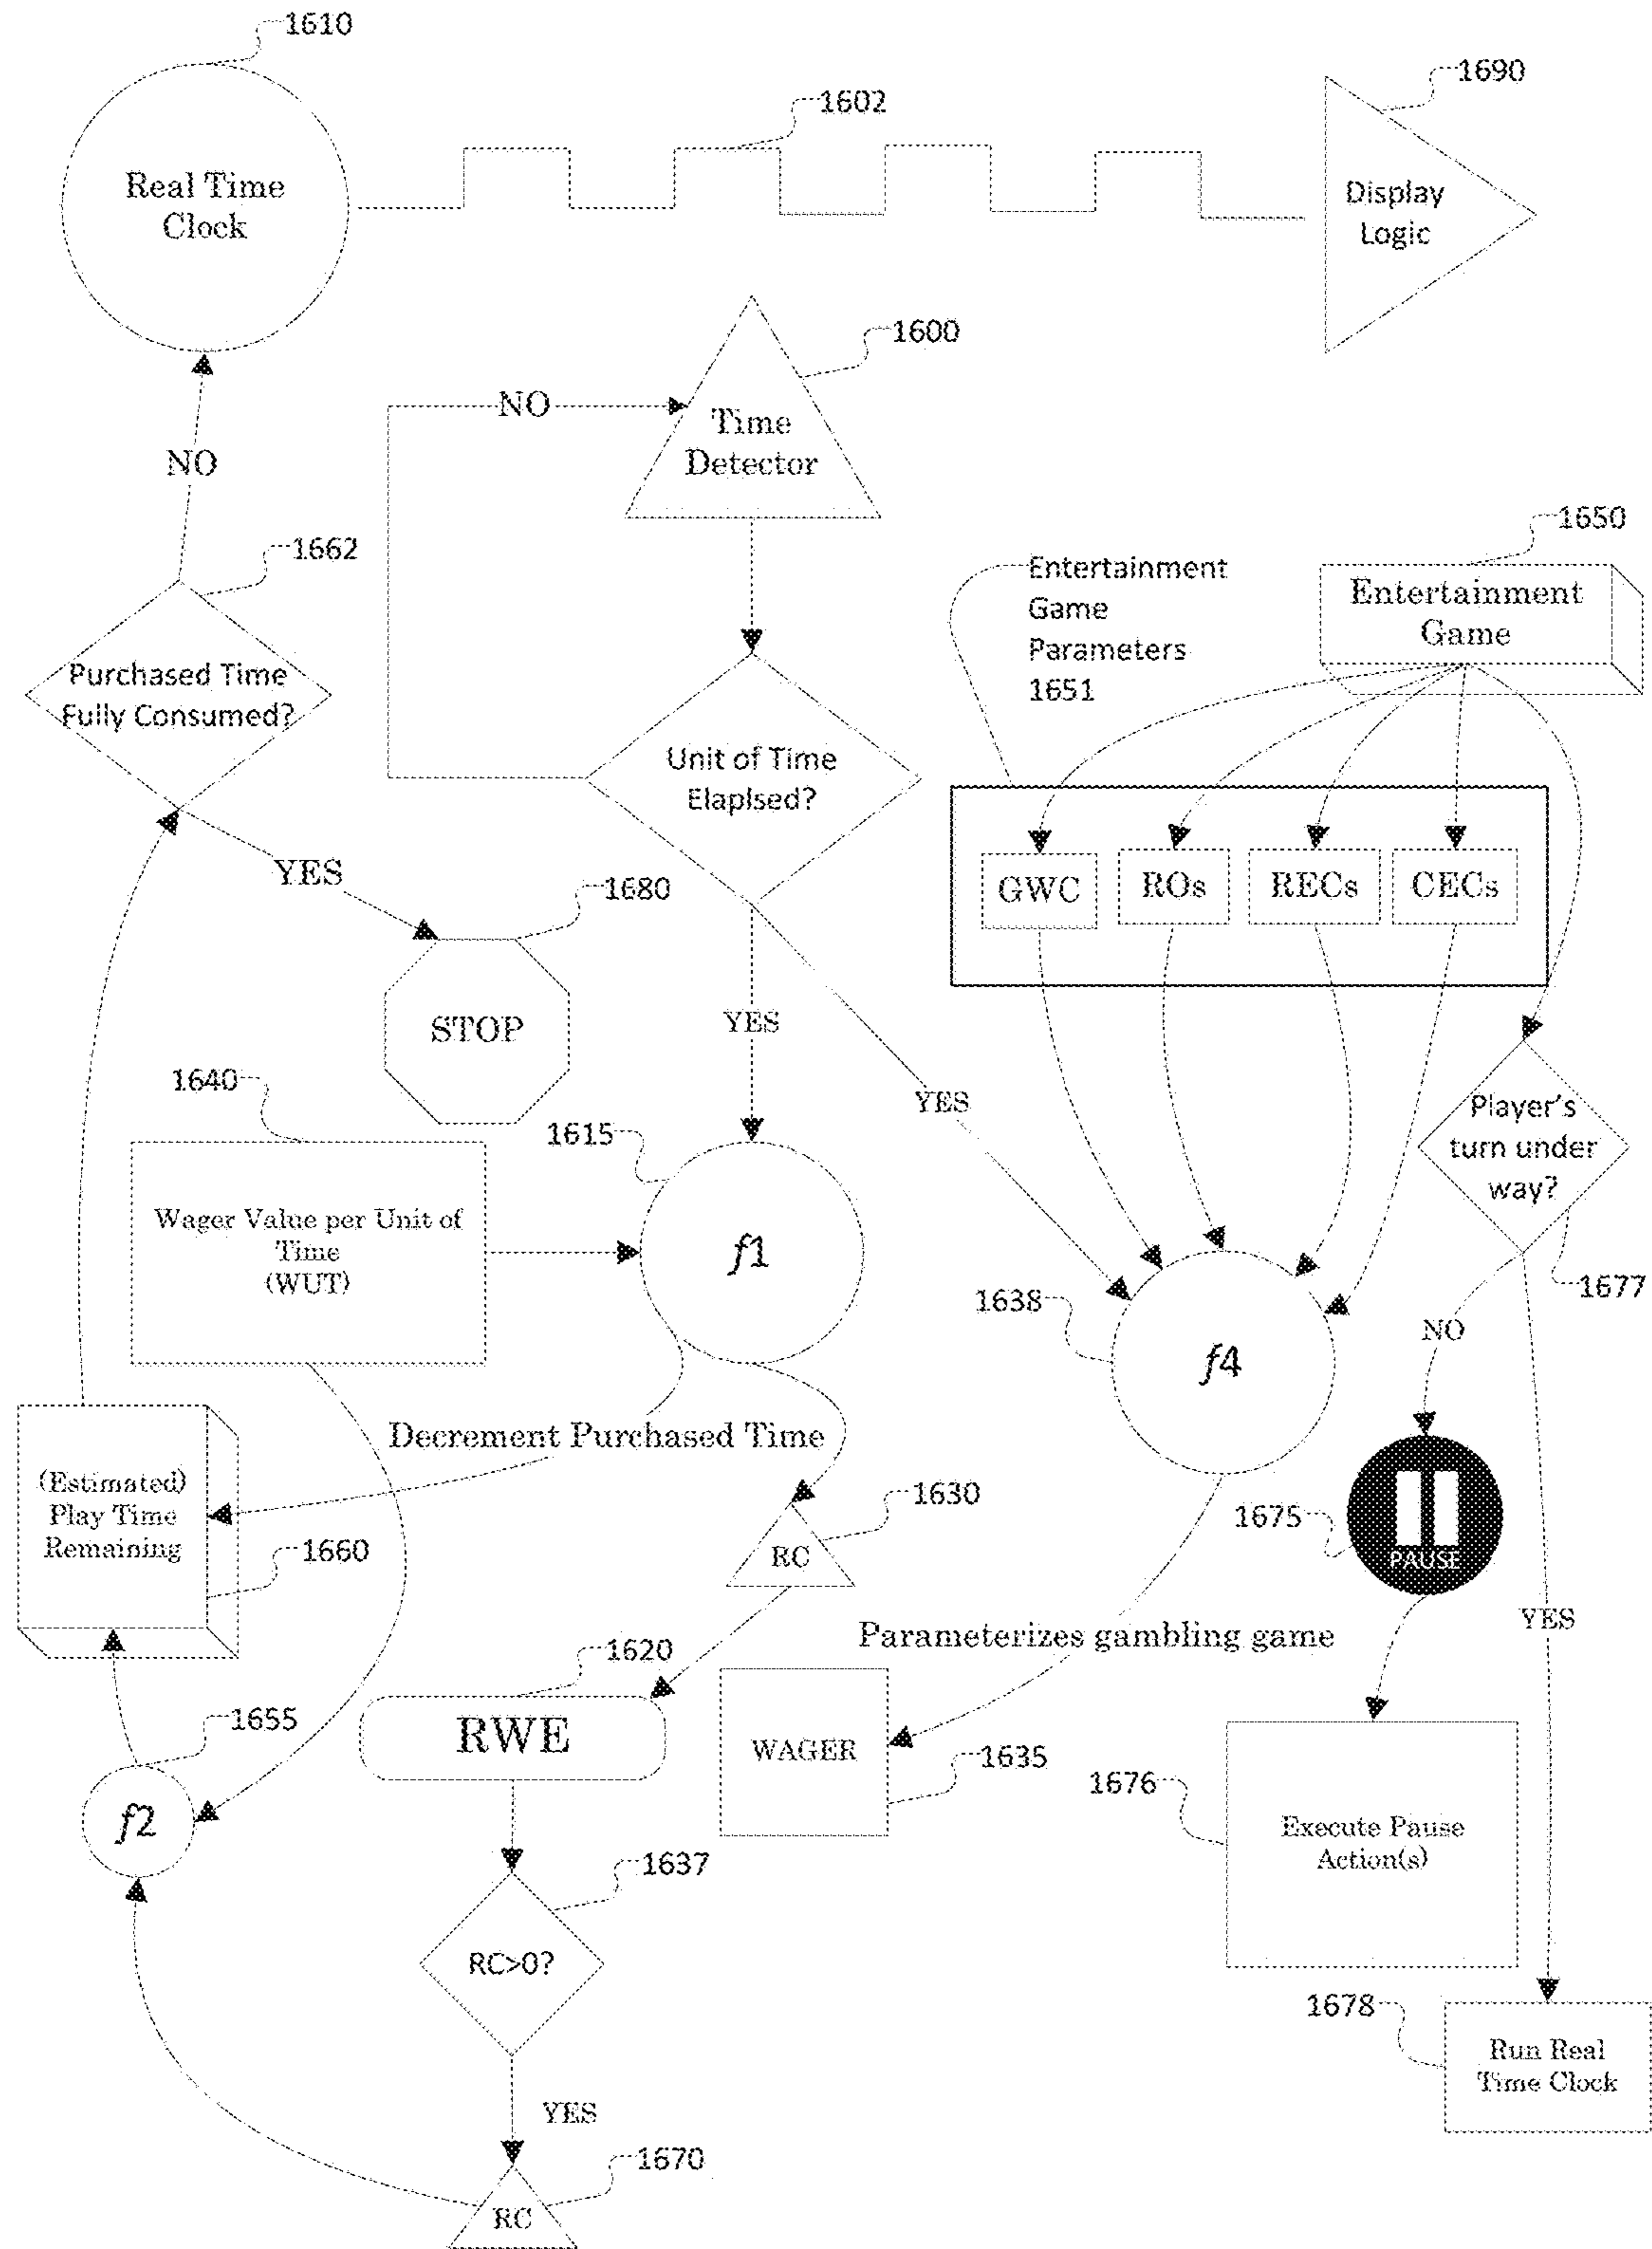 1610
1690
1602
Real Time
Clock
Display
Logic
1600
NO
Time
Detector
NO
1650
1662
Entertainment
Game
Parameters
1651
Entertainment
Game
Purchased Time
Fully Consumed?
Unit of Time
Elaplsed?
YES
1680
GWC
ROs
RECs
CECs
STOP
YES
1640
YES
1615
Player's
turn under
way?
Wager Value per Unit of
Time
(WUT)
f1
1638
1677
NO
f4
Decrement Purchased Time
(Estimated)
Play Time
Remaining
1630
1675
RC
1660
PAUSE
YES
Parameterizes gambling game
1620
1655
RWE
WAGER
1635
1676
f2
Execute Pause
Action(s)
1637
RC>0?
1678
Run Real
Time Clock
YES
1670
RC